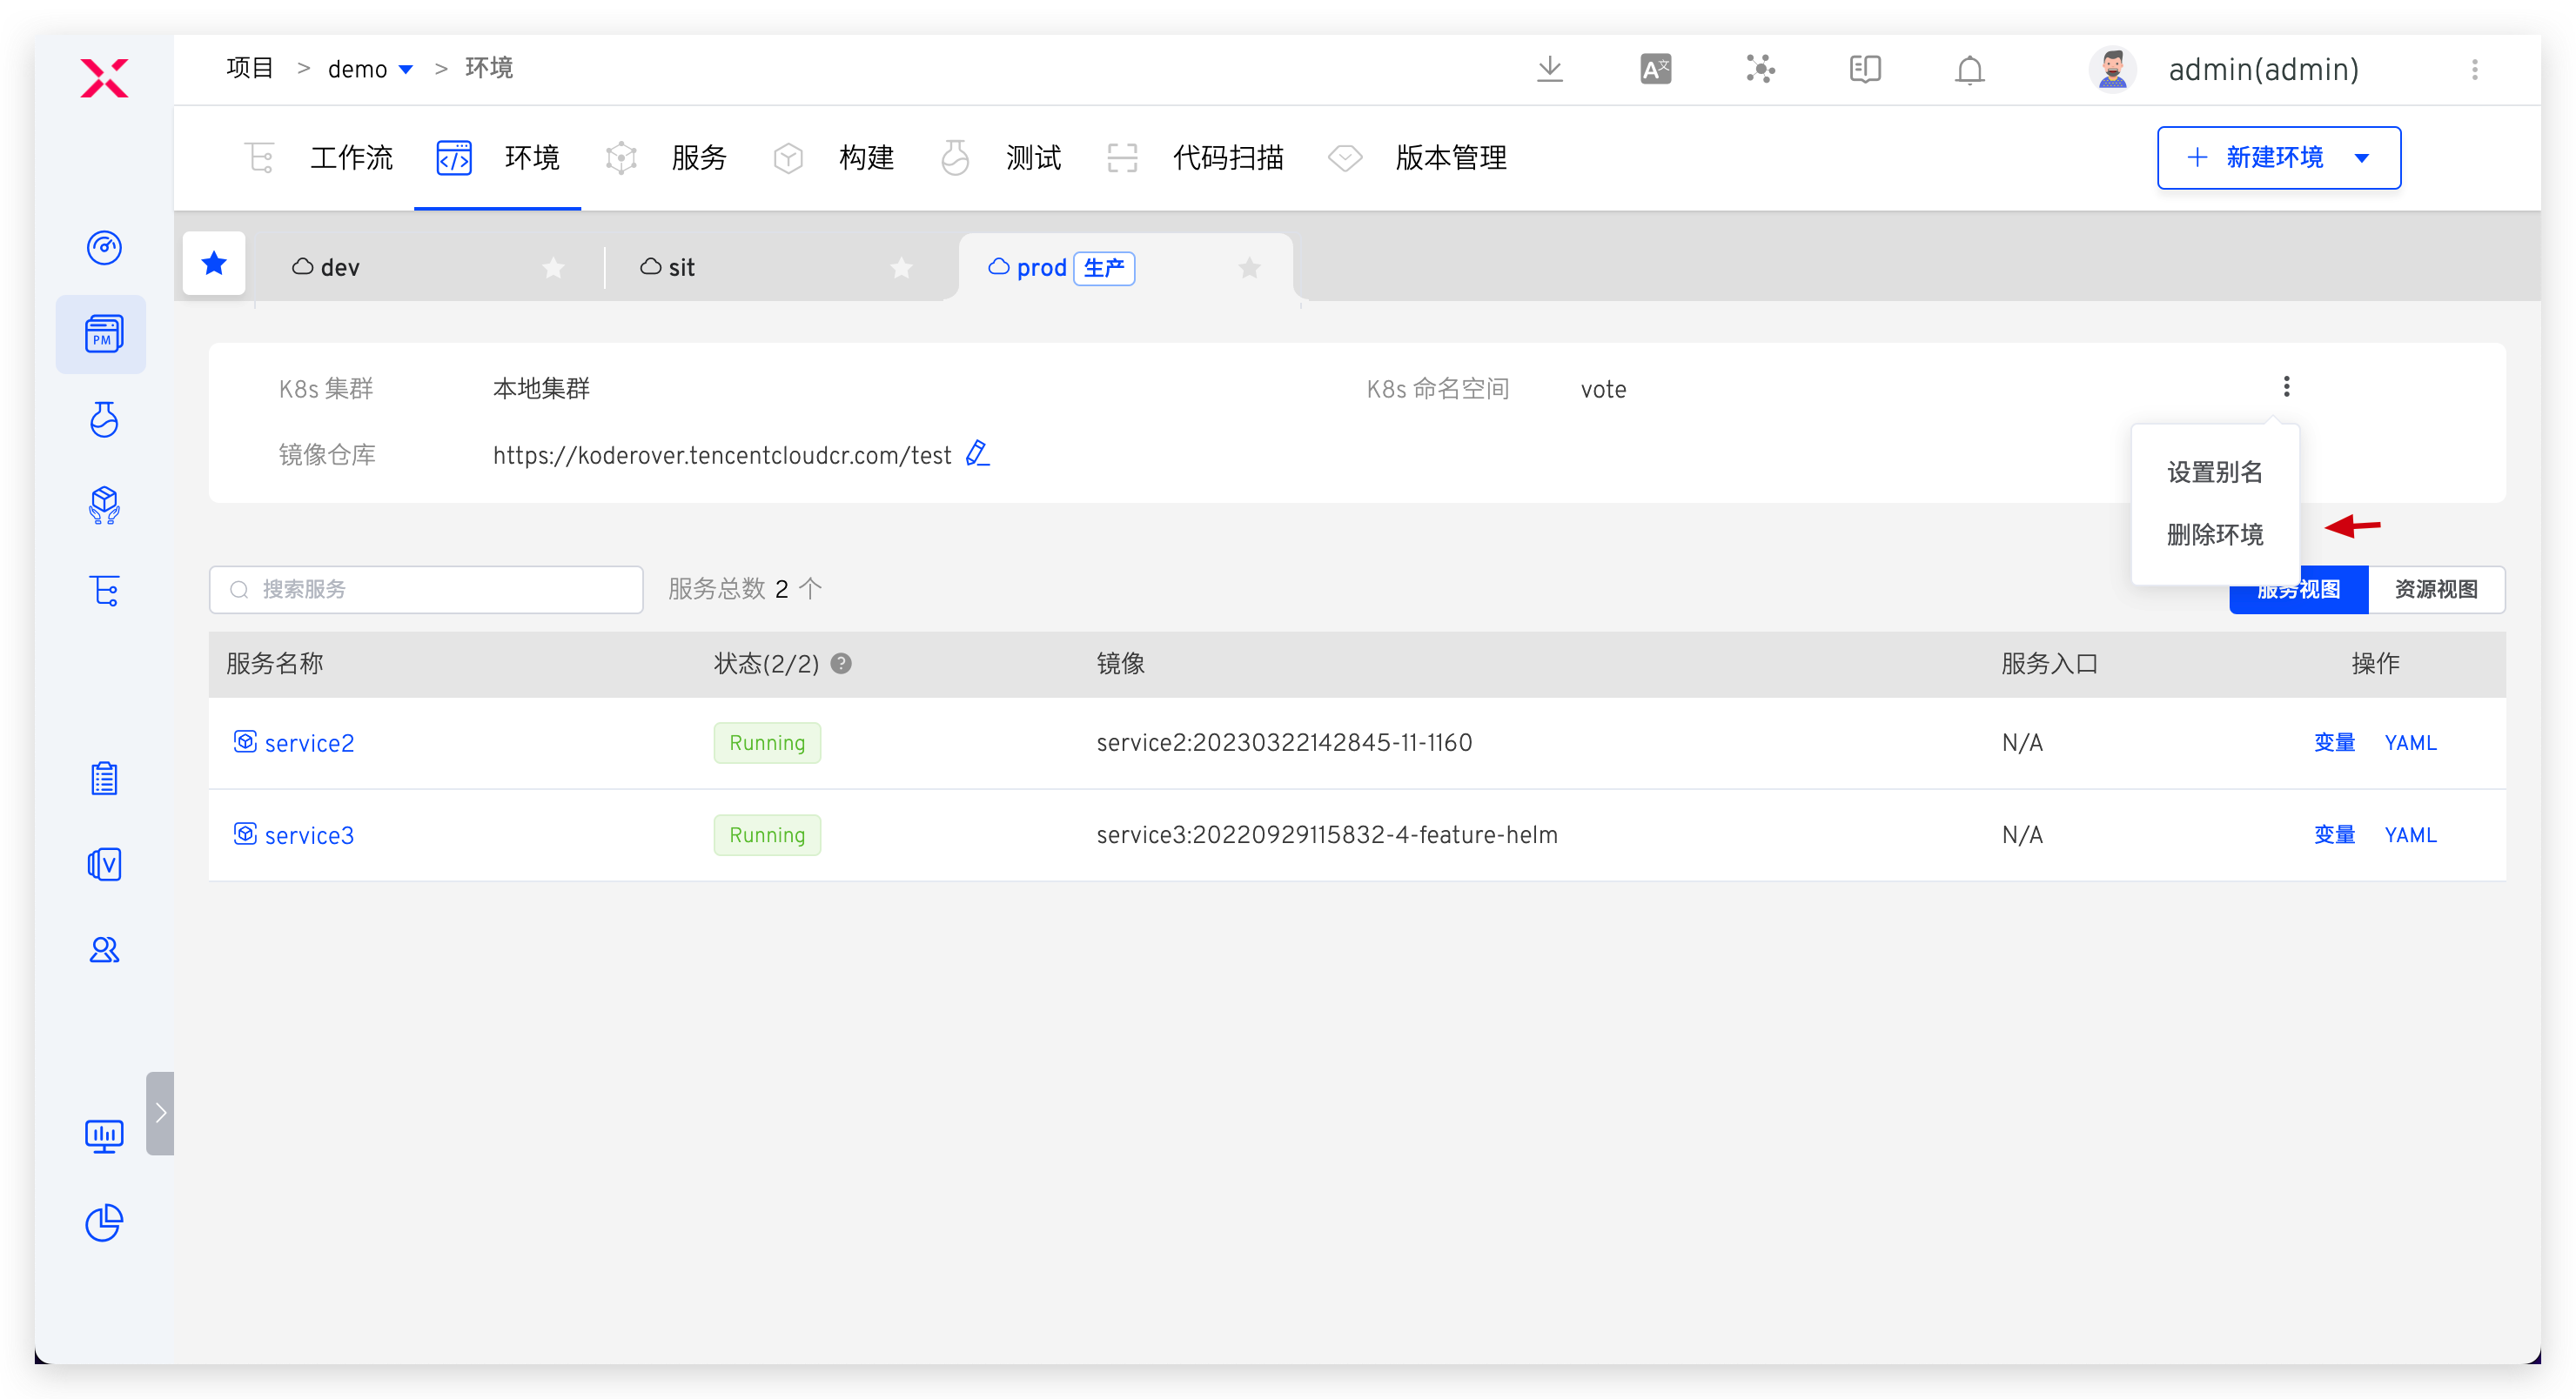 项目 > demo > 环境
admin(admin)
工作流 环境 服务 构建 测试 代码扫描 版本管理
+ 新建环境
dev sit prod 生产
PM
K8s 集群 本地集群 K8s 命名空间 vote
镜像仓库 https://koderover.tencentcloudcr.com/test
设置别名
删除环境
搜索服务 服务总数 2 个 服务视图 资源视图
服务名称 状态(2/2) ? 镜像 服务入口 操作
service2 Running service2:20230322142845-11-1160 N/A 变量 YAML
service3 Running service3:20220929115832-4-feature-helm N/A 变量 YAML